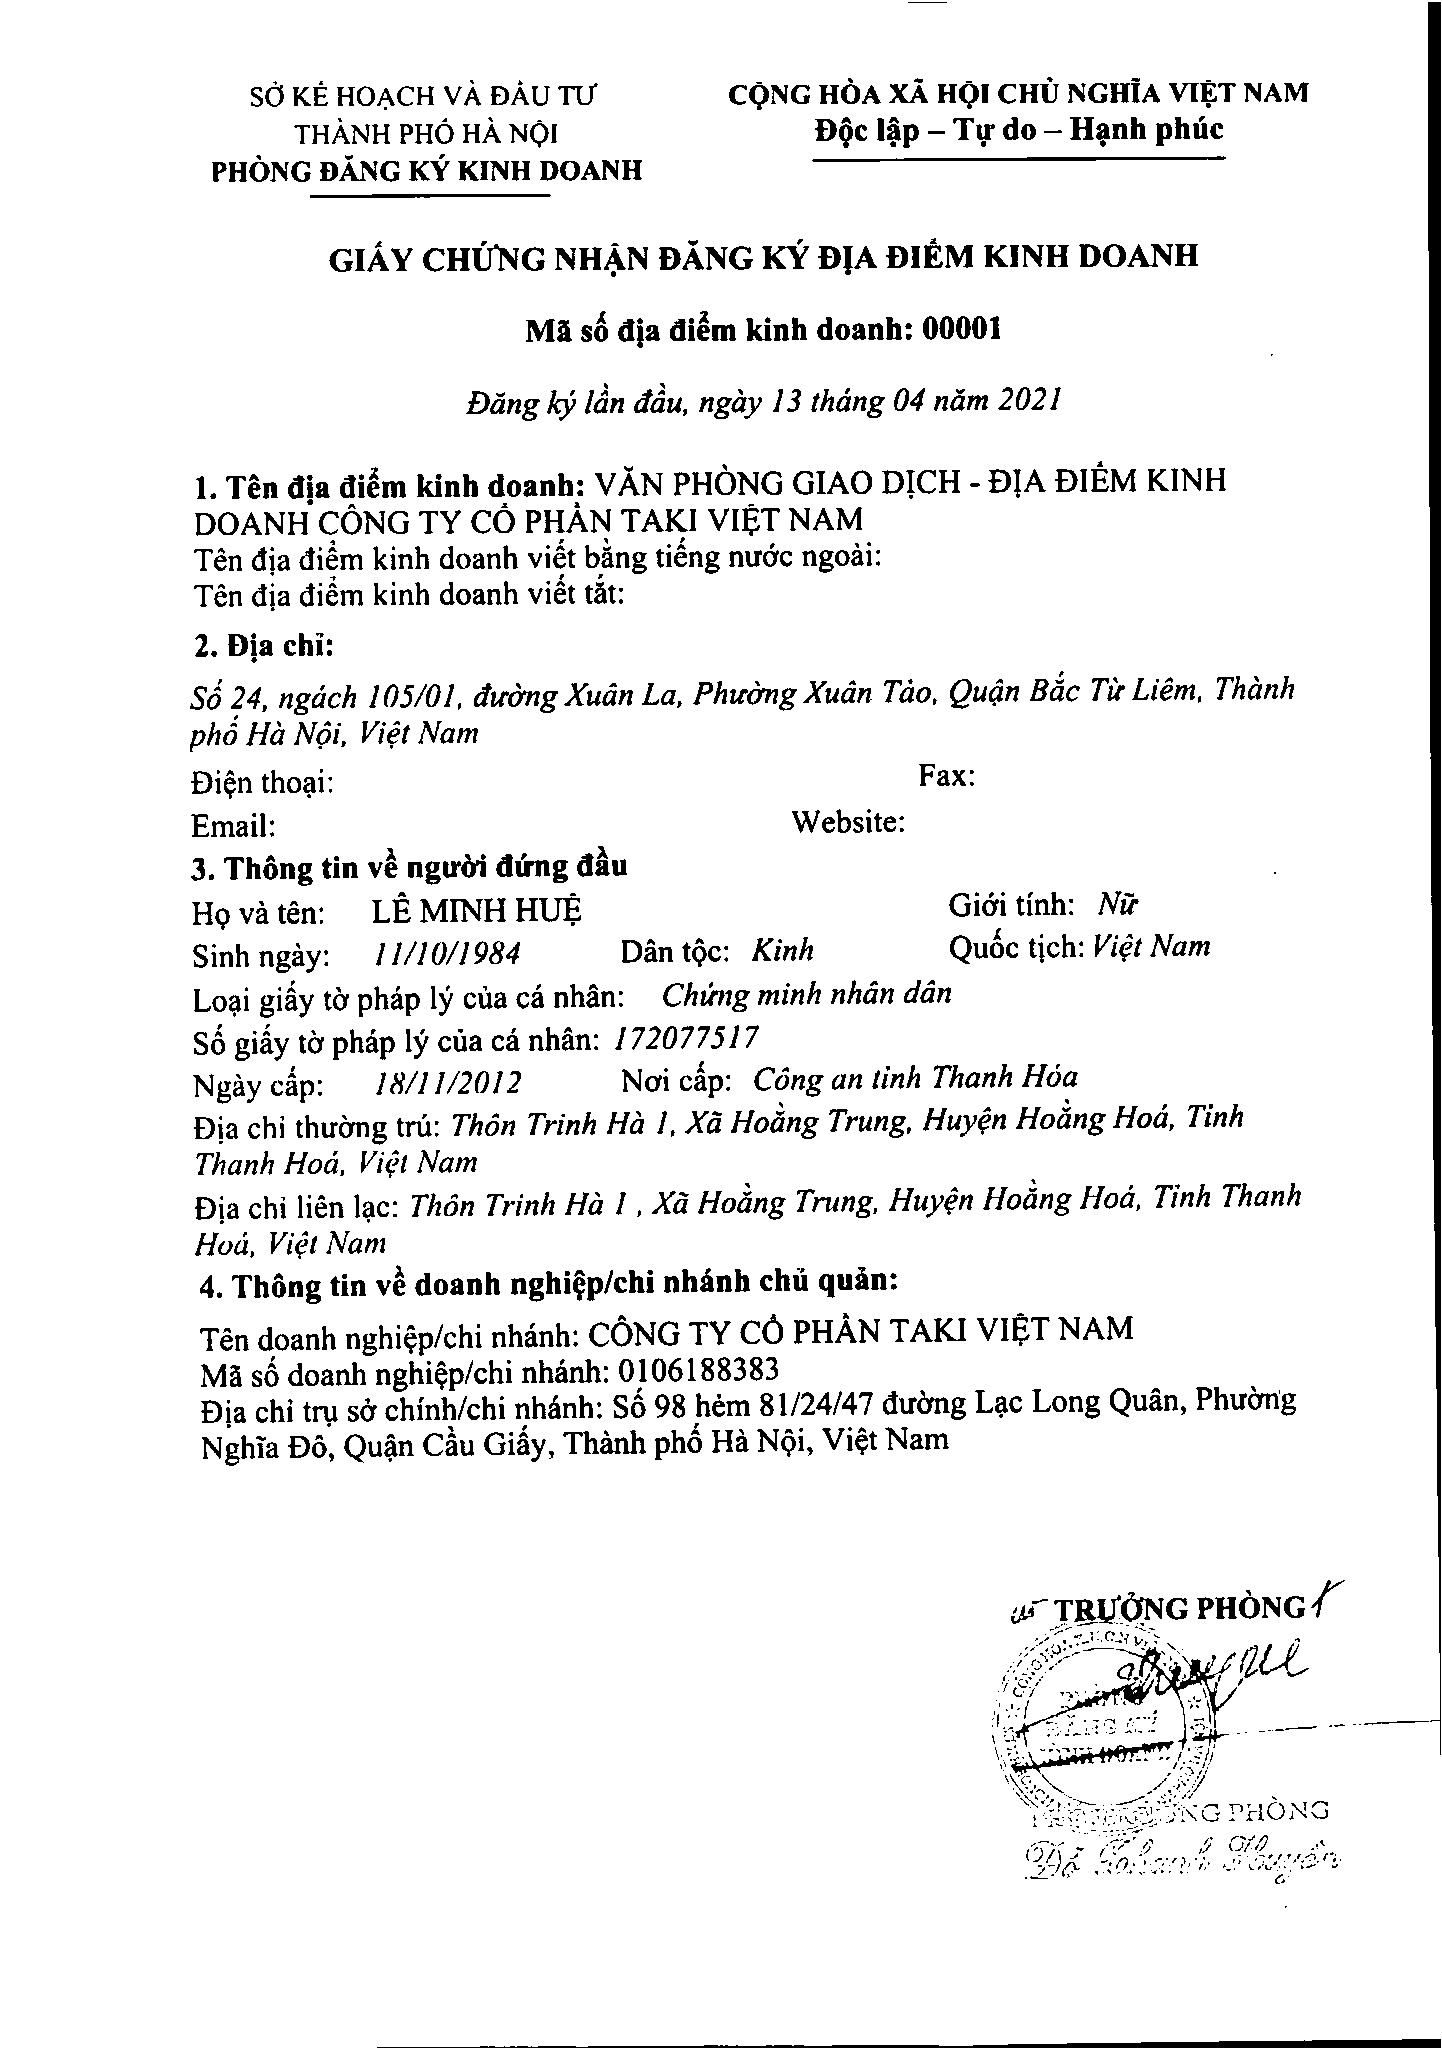 SỞ KẾ HOẠCH VÀ ĐẦU TƯ
THÀNH PHỐ HÀ NỘI
PHÒNG ĐĂNG KÝ KINH DOANH
CỘNG HÒA XÃ HỘI CHỦ NGHĨA VIỆT NAM
Độc lập – Tự do – Hạnh phúc
GIẤY CHỨNG NHẬN ĐĂNG KÝ ĐỊA ĐIỂM KINH DOANH
Mã số địa điểm kinh doanh: 00001
Đăng ký lần đầu, ngày 13 tháng 04 năm 2021
1. Tên địa điểm kinh doanh: VĂN PHÒNG GIAO DỊCH - ĐỊA ĐIỂM KINH
DOANH CÔNG TY CỔ PHẦN TAKI VIỆT NAM
Tên địa điểm kinh doanh viết bằng tiếng nước ngoài:
Tên địa điểm kinh doanh viết tắt:
2. Địa chỉ:
Số 24, ngách 105/01, đường Xuân La, Phường Xuân Tảo, Quận Bắc Từ Liêm, Thành
phố Hà Nội, Việt Nam
Điện thoại: Fax:
Email: Website:
3. Thông tin về người đứng đầu
Họ và tên: LÊ MINH HUỆ Giới tính: Nữ
Sinh ngày: 11/10/1984 Dân tộc: Kinh Quốc tịch: Việt Nam
Loại giấy tờ pháp lý của cá nhân: Chứng minh nhân dân
Số giấy tờ pháp lý của cá nhân: 172077517
Ngày cấp: 18/11/2012 Nơi cấp: Công an tỉnh Thanh Hóa
Địa chỉ thường trú: Thôn Trinh Hà 1, Xã Hoằng Trung, Huyện Hoằng Hoá, Tỉnh
Thanh Hoá, Việt Nam
Địa chỉ liên lạc: Thôn Trinh Hà 1 , Xã Hoằng Trung, Huyện Hoằng Hoá, Tỉnh Thanh
Hoá, Việt Nam
4. Thông tin về doanh nghiệp/chi nhánh chủ quản:
Tên doanh nghiệp/chi nhánh: CÔNG TY CỔ PHẦN TAKI VIỆT NAM
Mã số doanh nghiệp/chi nhánh: 0106188383
Địa chỉ trụ sở chính/chi nhánh: Số 98 hẻm 81/24/47 đường Lạc Long Quân, Phường
Nghĩa Đô, Quận Cầu Giấy, Thành phố Hà Nội, Việt Nam
TRƯỞNG PHÒNG
PHÒNG
ĐĂNG KÝ
KINH DOANH
PHÒNG
Đỗ Thanh Huyền